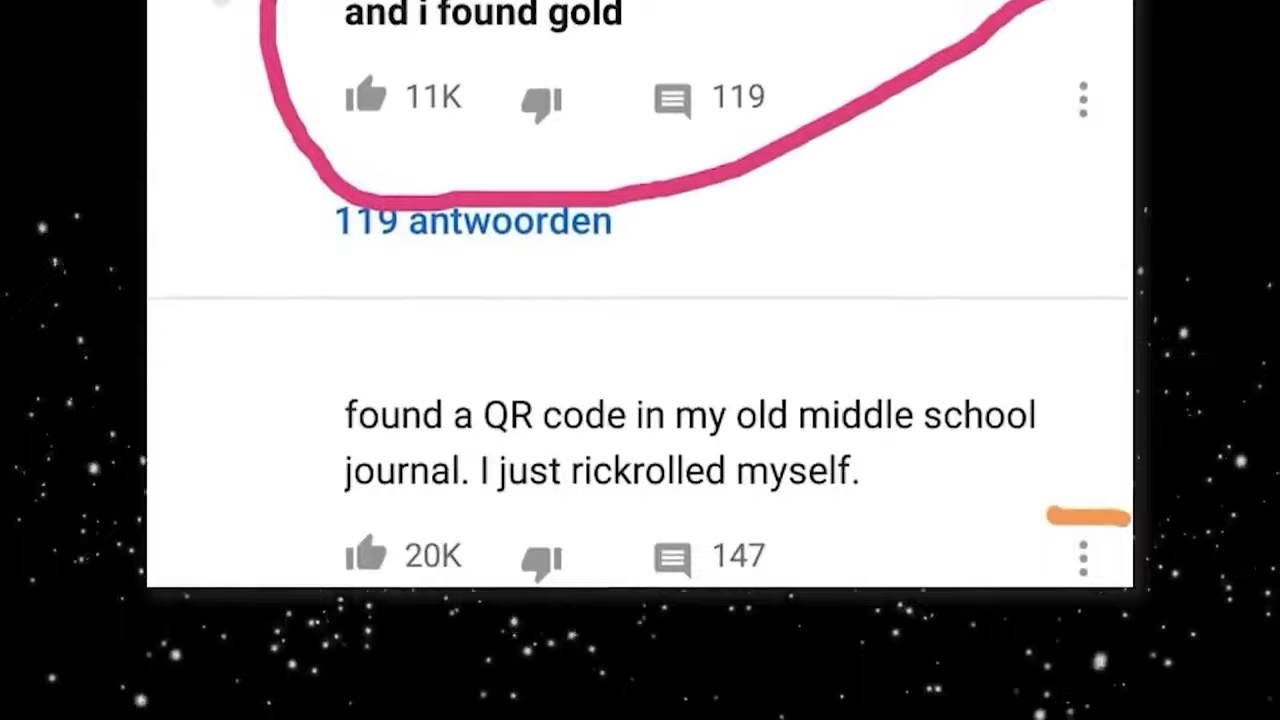 and i found gold
11K 119
119 antwoorden
found a QR code in my old middle school
journal. I just rickrolled myself.
20K 147